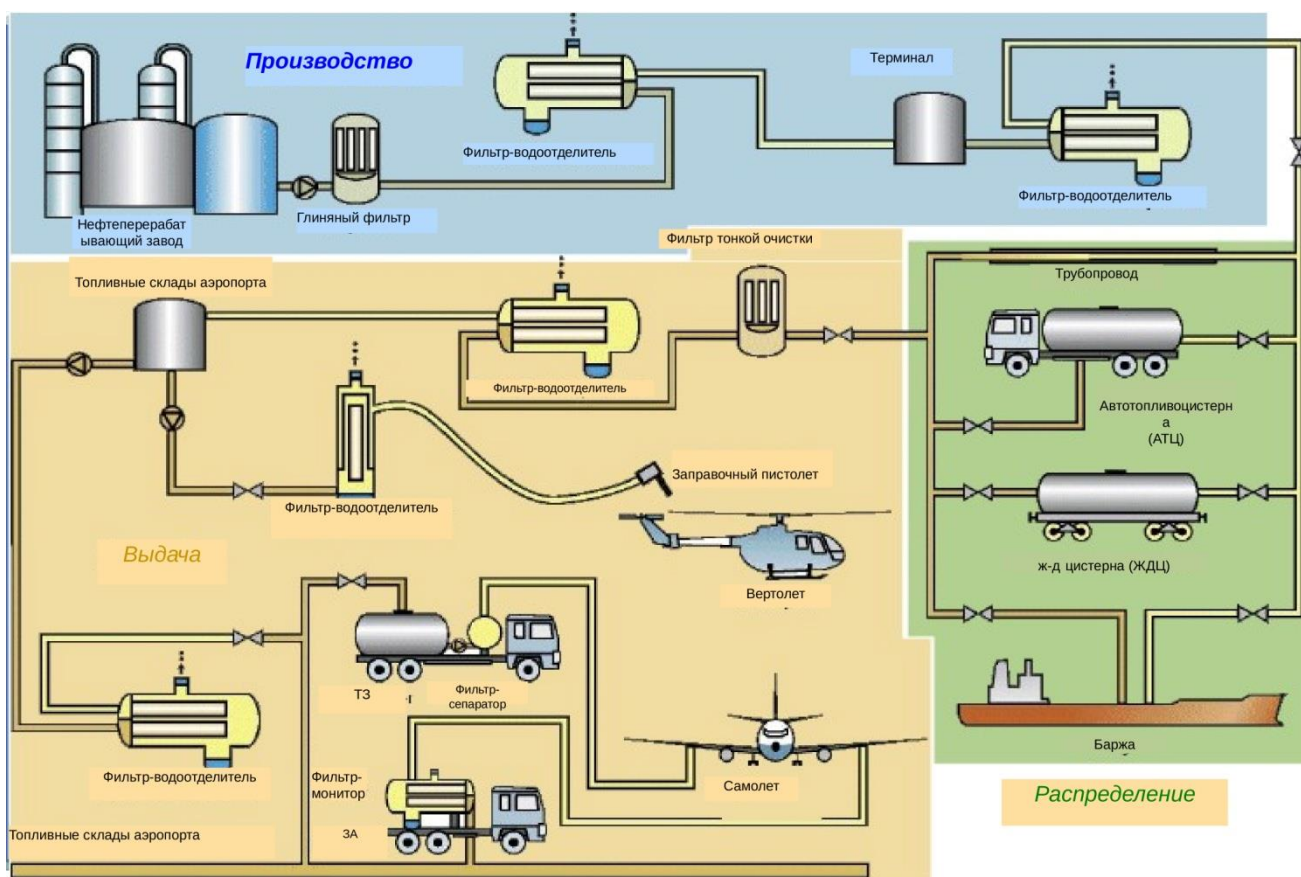 Производство
Терминал
Фильтр-водоотделитель
Фильтр-водоотделитель
Глиняный фильтр
Нефтеперерабат
ывающий завод
Фильтр тонкой очистки
Топливные склады аэропорта
Трубопровод
Фильтр-водоотделитель
Автотопливоцистерн
а
(АТЦ)
Заправочный пистолет
Фильтр-водоотделитель
Выдача
ж-д цистерна (ЖДЦ)
Вертолет
ТЗ
Фильтр-
сепаратор
Баржа
Фильтр-водоотделитель
Фильтр-
монитор
Самолет
Распределение
Топливные склады аэропорта
ЗА